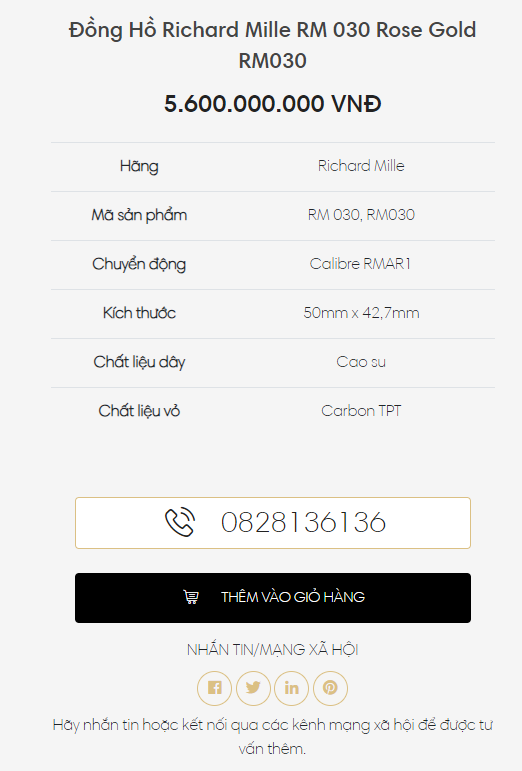 Đồng Hồ Richard Mille RM 030 Rose Gold
RM030
5.600.000.000 VNĐ
Hãng Richard Mille
Mã sản phẩm RM 030, RM030
Chuyển động Calibre RMAR1
Kích thước 50mm x 42,7mm
Chất liệu dây Cao su
Chất liệu vỏ Carbon TPT
0828136136
THÊM VÀO GIỎ HÀNG
NHẮN TIN/MẠNG XÃ HỘI
Hãy nhắn tin hoặc kết nối qua các kênh mạng xã hội để được tư
vấn thêm.